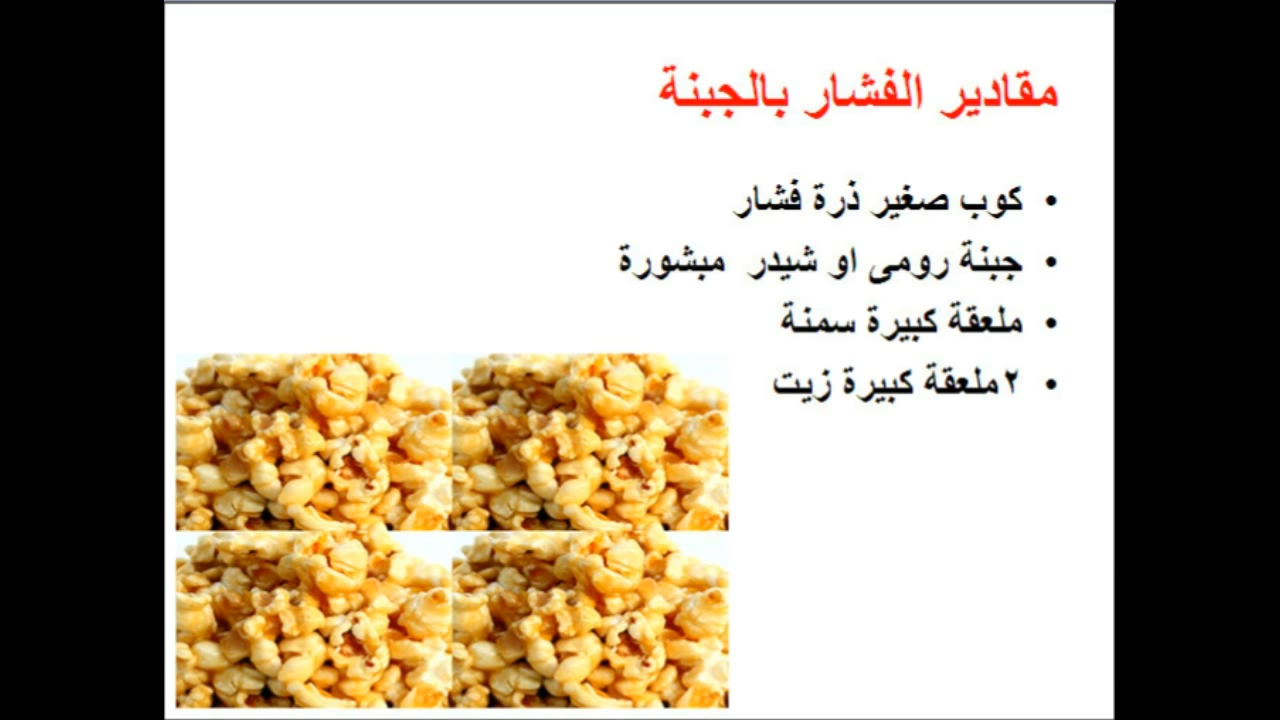 مقادير الفشار بالجبنة
• كوب صغير ذرة فشار
• جبنة رومى او شيدر مبشورة
• ملعقة كبيرة سمنة
• ٢ملعقة كبيرة زيت